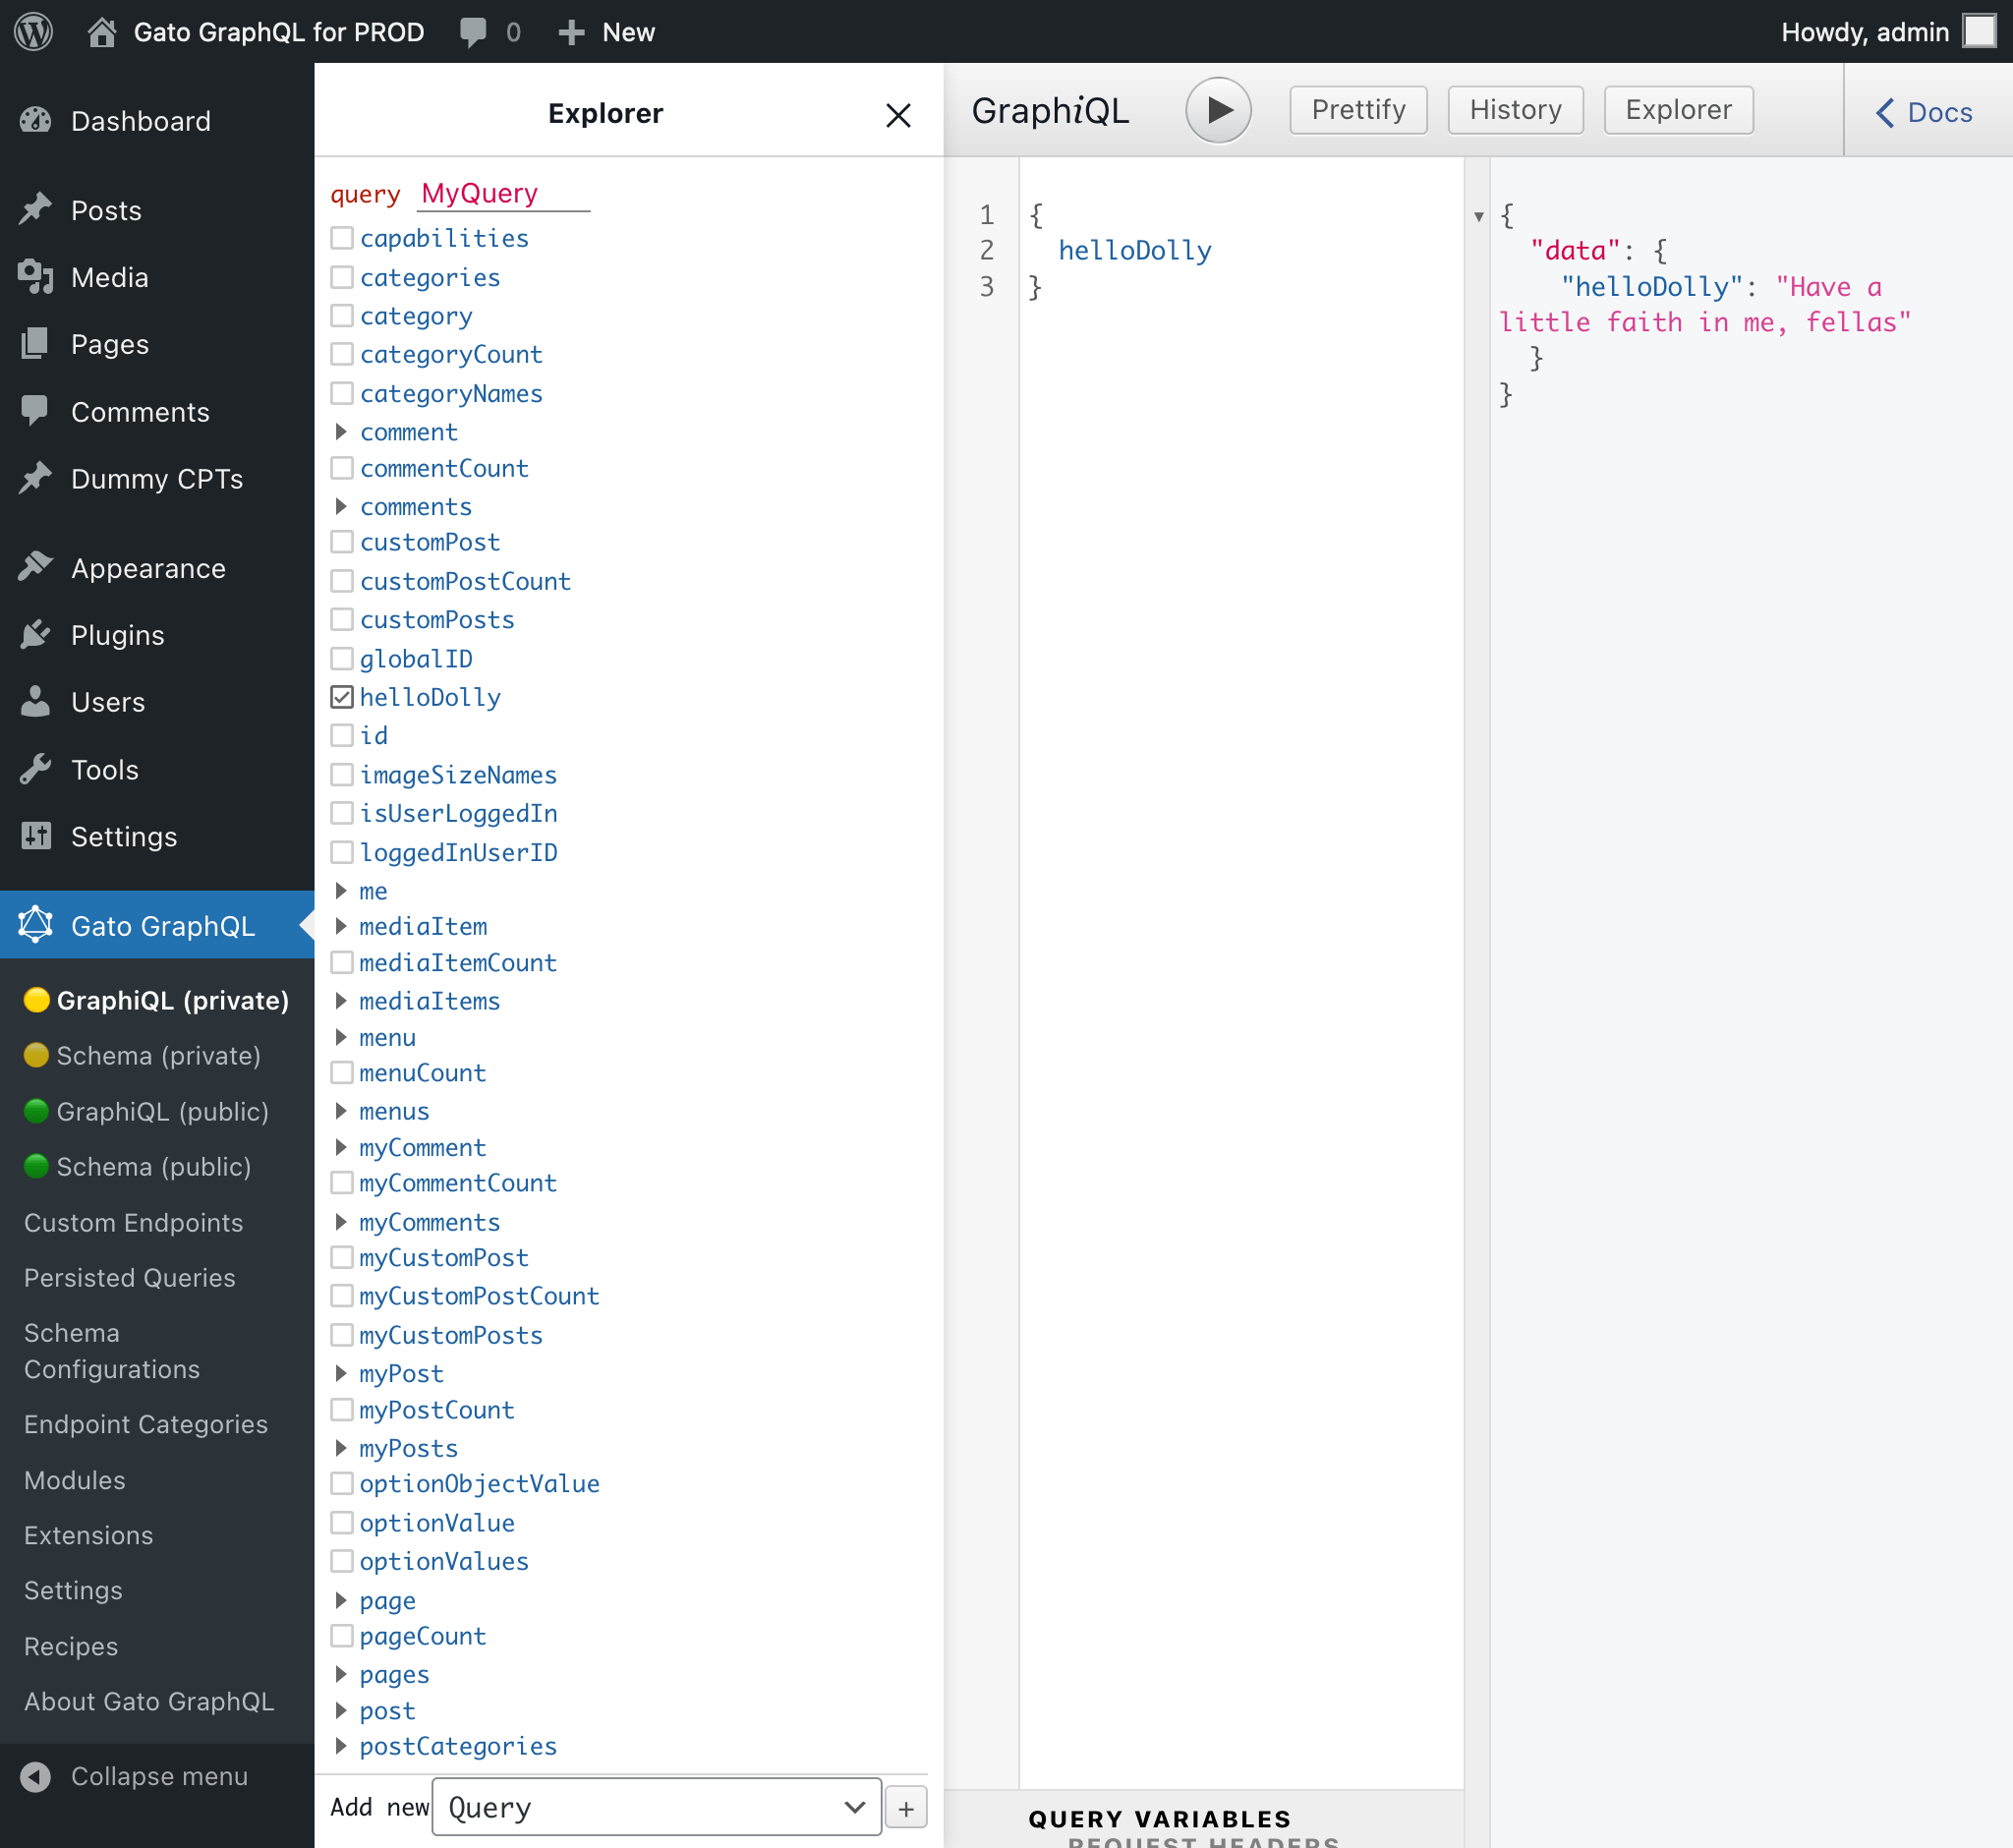 Gato GraphQL for PROD 0 New Howdy, admin
Dashboard
Posts
Media
Pages
Comments
Dummy CPTs
Appearance
Plugins
Users
Tools
Settings
Gato GraphQL
GraphiQL (private)
Schema (private)
GraphiQL (public)
Schema (public)
Custom Endpoints
Persisted Queries
Schema
Configurations
Endpoint Categories
Modules
Extensions
Settings
Recipes
About Gato GraphQL
Collapse menu
Explorer
query MyQuery
capabilities
categories
category
categoryCount
categoryNames
comment
commentCount
comments
customPost
customPostCount
customPosts
globalID
helloDolly
id
imageSizeNames
isUserLoggedIn
loggedInUserID
me
mediaItem
mediaItemCount
mediaItems
menu
menuCount
menus
myComment
myCommentCount
myComments
myCustomPost
myCustomPostCount
myCustomPosts
myPost
myPostCount
myPosts
optionObjectValue
optionValue
optionValues
page
pageCount
pages
post
postCategories
Add new Query +
GraphiQL Prettify History Explorer Docs
1 {
2 helloDolly
3 }
QUERY VARIABLES
REQUEST HEADERS
{
"data": {
"helloDolly": "Have a
little faith in me, fellas"
}
}